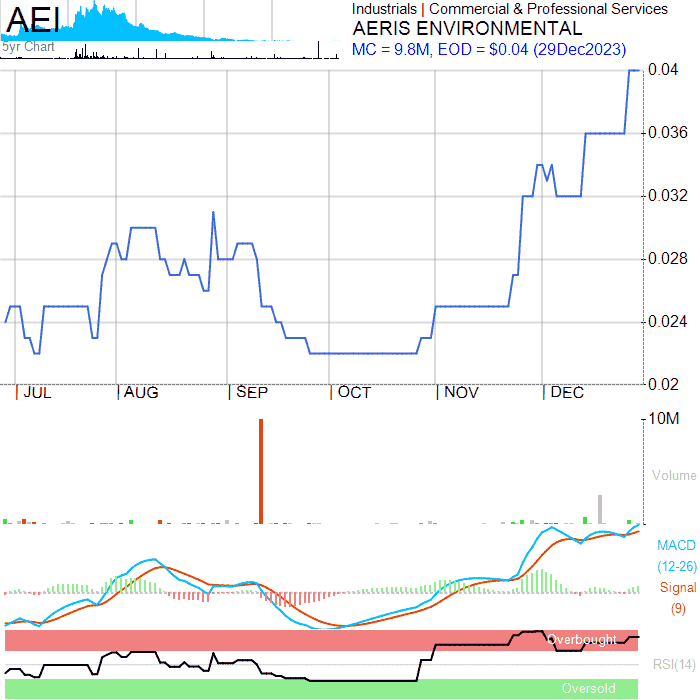 AEI
5yr Chart
Industrials | Commercial & Professional Services
AERIS ENVIRONMENTAL
MC = 9.8M, EOD = $0.04 (29Dec2023)
0.04
0.036
0.032
0.028
0.024
0.02
JUL AUG SEP OCT NOV DEC
10M
Volume
MACD
(12-26)
Signal
(9)
Overbought
RSI(14)
Oversold